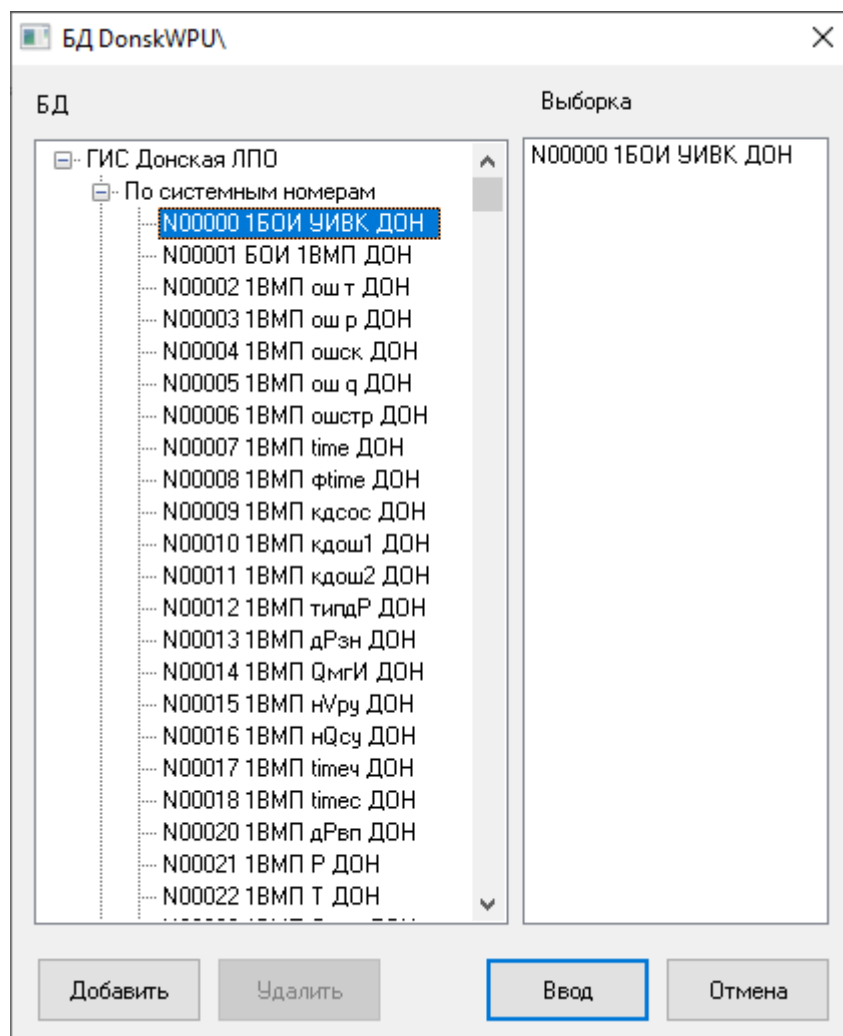 БД DonskWPU\
БД
Выборка
ГИС Донская ЛПО
По системным номерам
N00000 1БОИ УИВК ДОН
N00001 БОИ 1ВМП ДОН
N00002 1ВМП ош т ДОН
N00003 1ВМП ош р ДОН
N00004 1ВМП ошск ДОН
N00005 1ВМП ош q ДОН
N00006 1ВМП ошстр ДОН
N00007 1ВМП time ДОН
N00008 1ВМП фtime ДОН
N00009 1ВМП кдсос ДОН
N00010 1ВМП кдош1 ДОН
N00011 1ВМП кдош2 ДОН
N00012 1ВМП типдР ДОН
N00013 1ВМП дРзн ДОН
N00014 1ВМП QмгИ ДОН
N00015 1ВМП нVру ДОН
N00016 1ВМП нQсу ДОН
N00017 1ВМП timeч ДОН
N00018 1ВМП timeс ДОН
N00020 1ВМП дРвп ДОН
N00021 1ВМП Р ДОН
N00022 1ВМП Т ДОН
N00000 1БОИ УИВК ДОН
Добавить
Удалить
Ввод
Отмена